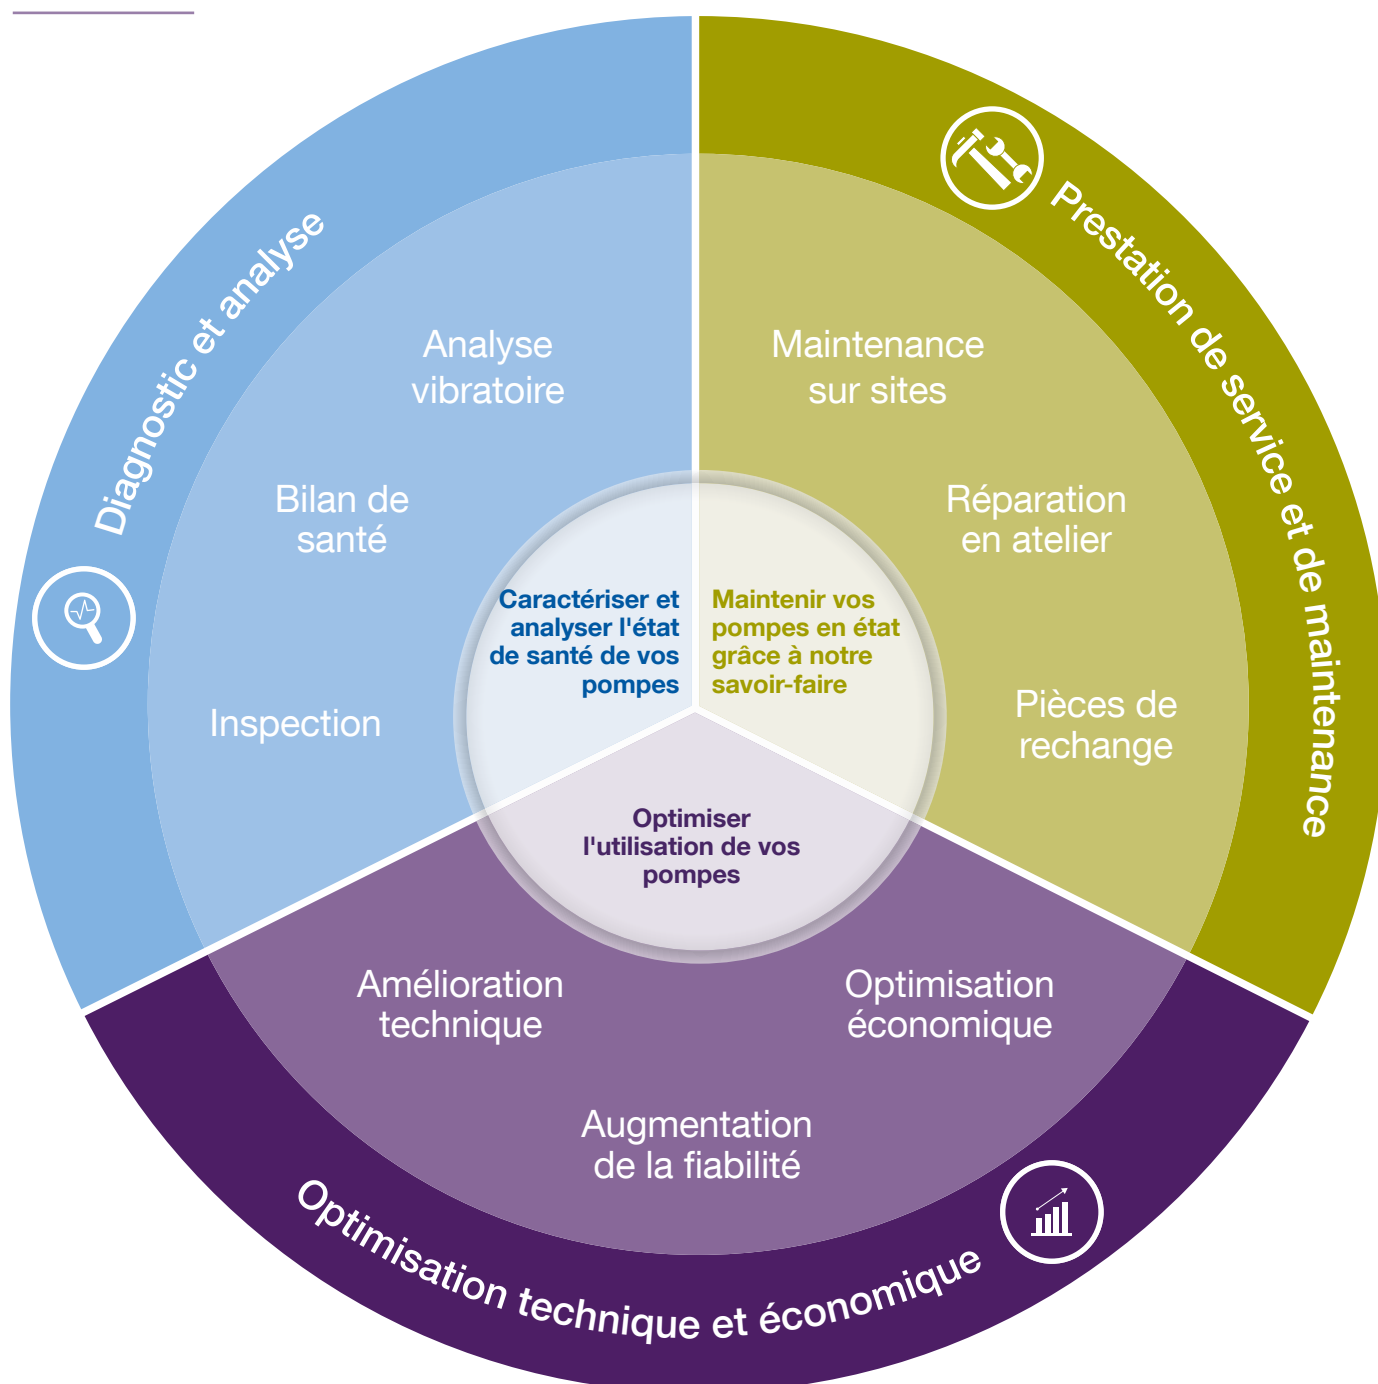 Diagnostic et analyse
Analyse
vibratoire
Bilan de
santé
Inspection
Caractériser et
analyser l'état
de santé de vos
pompes
Prestation de service et de maintenance
Maintenance
sur sites
Réparation
en atelier
Pièces de
rechange
Maintenir vos
pompes en état
grâce à notre
savoir-faire
Optimiser
l'utilisation de vos
pompes
Amélioration
technique
Optimisation
économique
Augmentation
de la fiabilité
Optimisation technique et économique